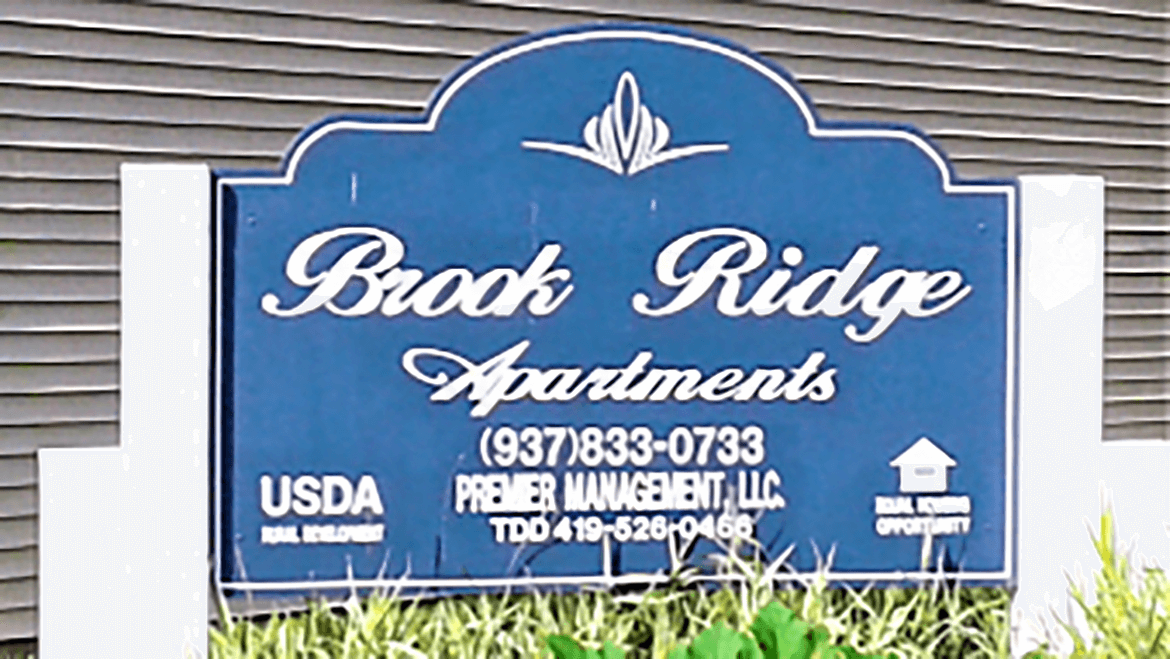 Brook Ridge
Apartments
(937)833-0733
PREMIER MANAGEMENT, LLC.
TDD 419-526-0466
USDA
RURAL DEVELOPMENT
EQUAL HOUSING
OPPORTUNITY